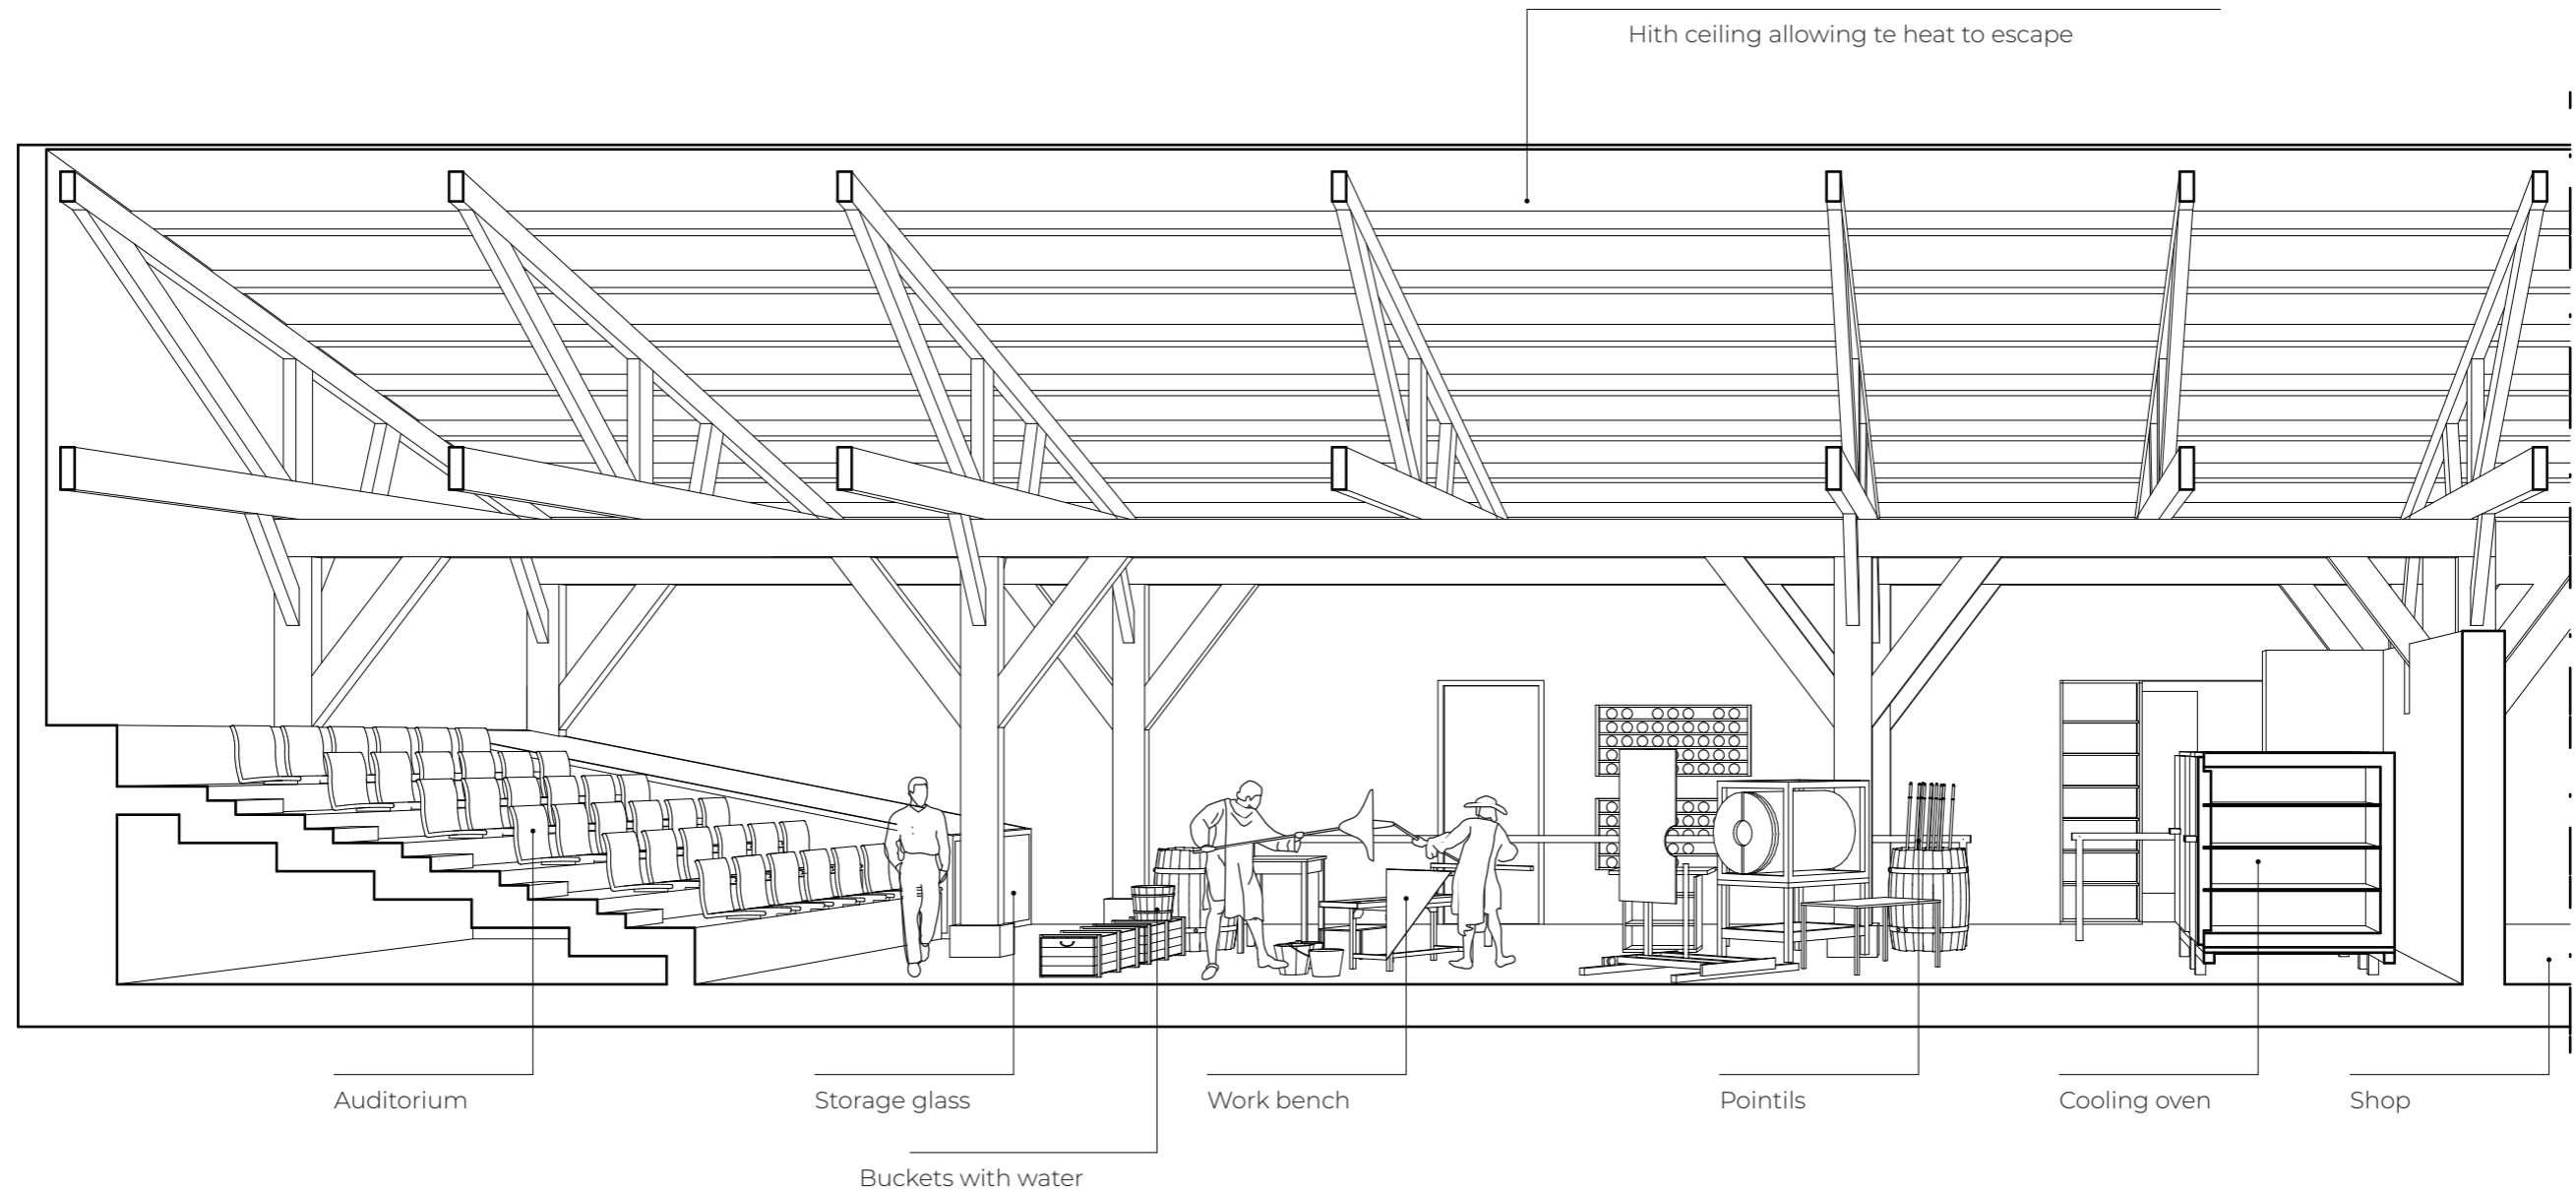 Hith ceiling allowing te heat to escape
Auditorium
Storage glass
Work bench
Pointils
Cooling oven
Shop
Buckets with water